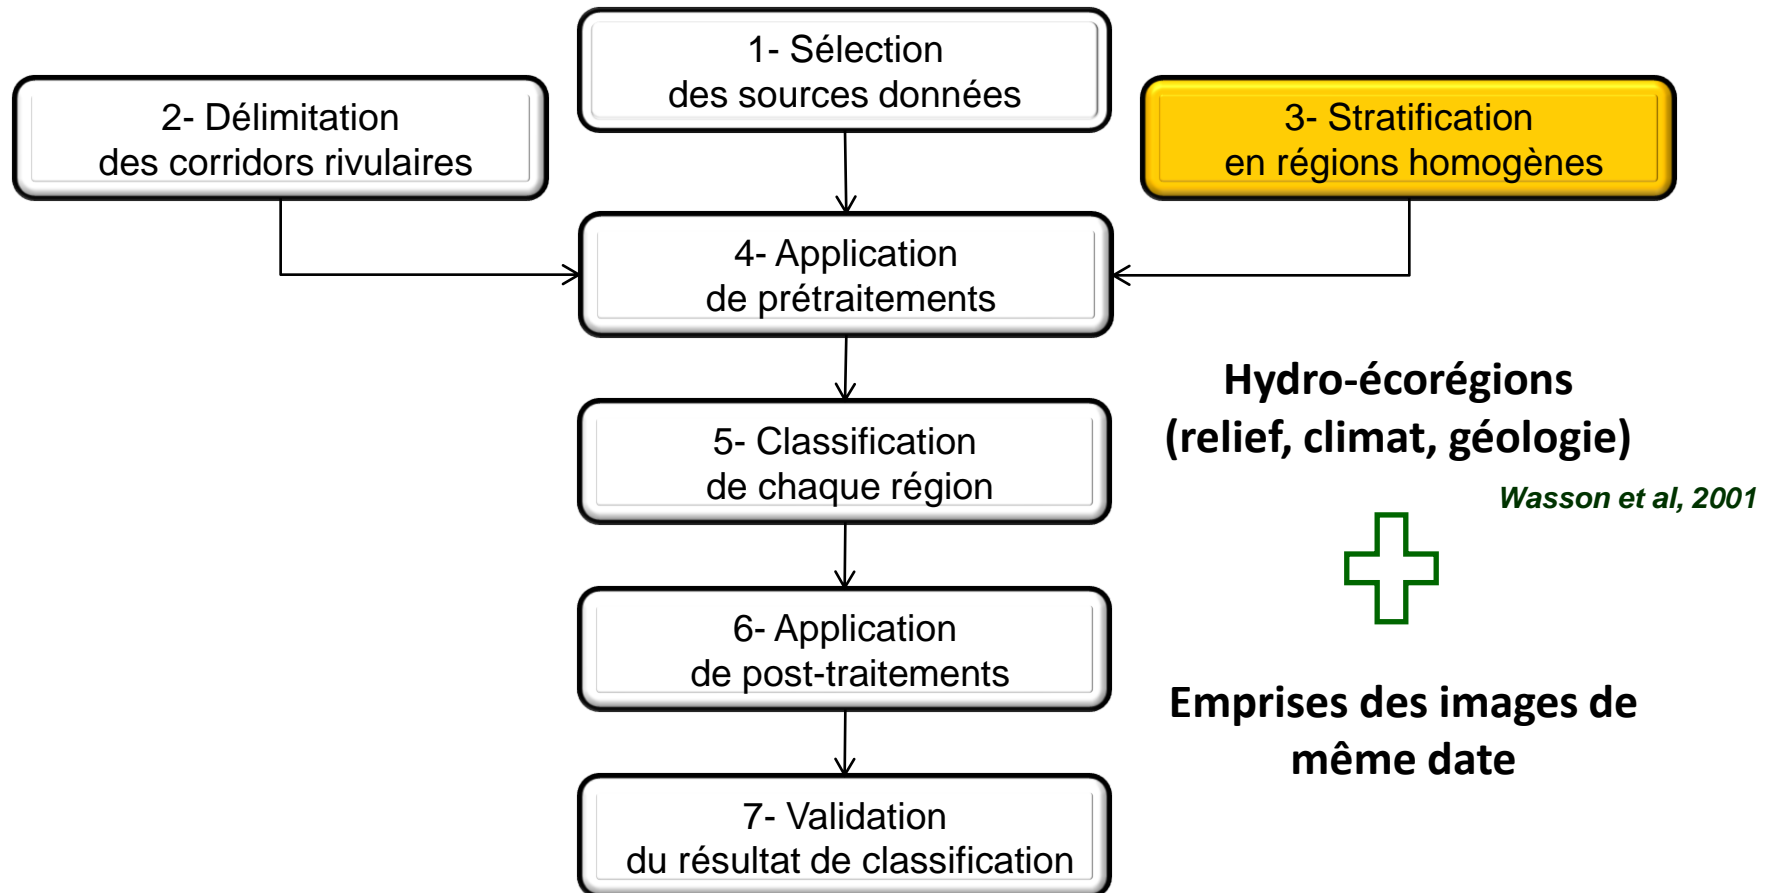 1- Sélection
des sources données
2- Délimitation
des corridors rivulaires
3- Stratification
en régions homogènes
4- Application
de prétraitements
5- Classification
de chaque région
6- Application
de post-traitements
7- Validation
du résultat de classification
Hydro-écorégions
(relief, climat, géologie)
Wasson et al, 2001
Emprises des images de
même date